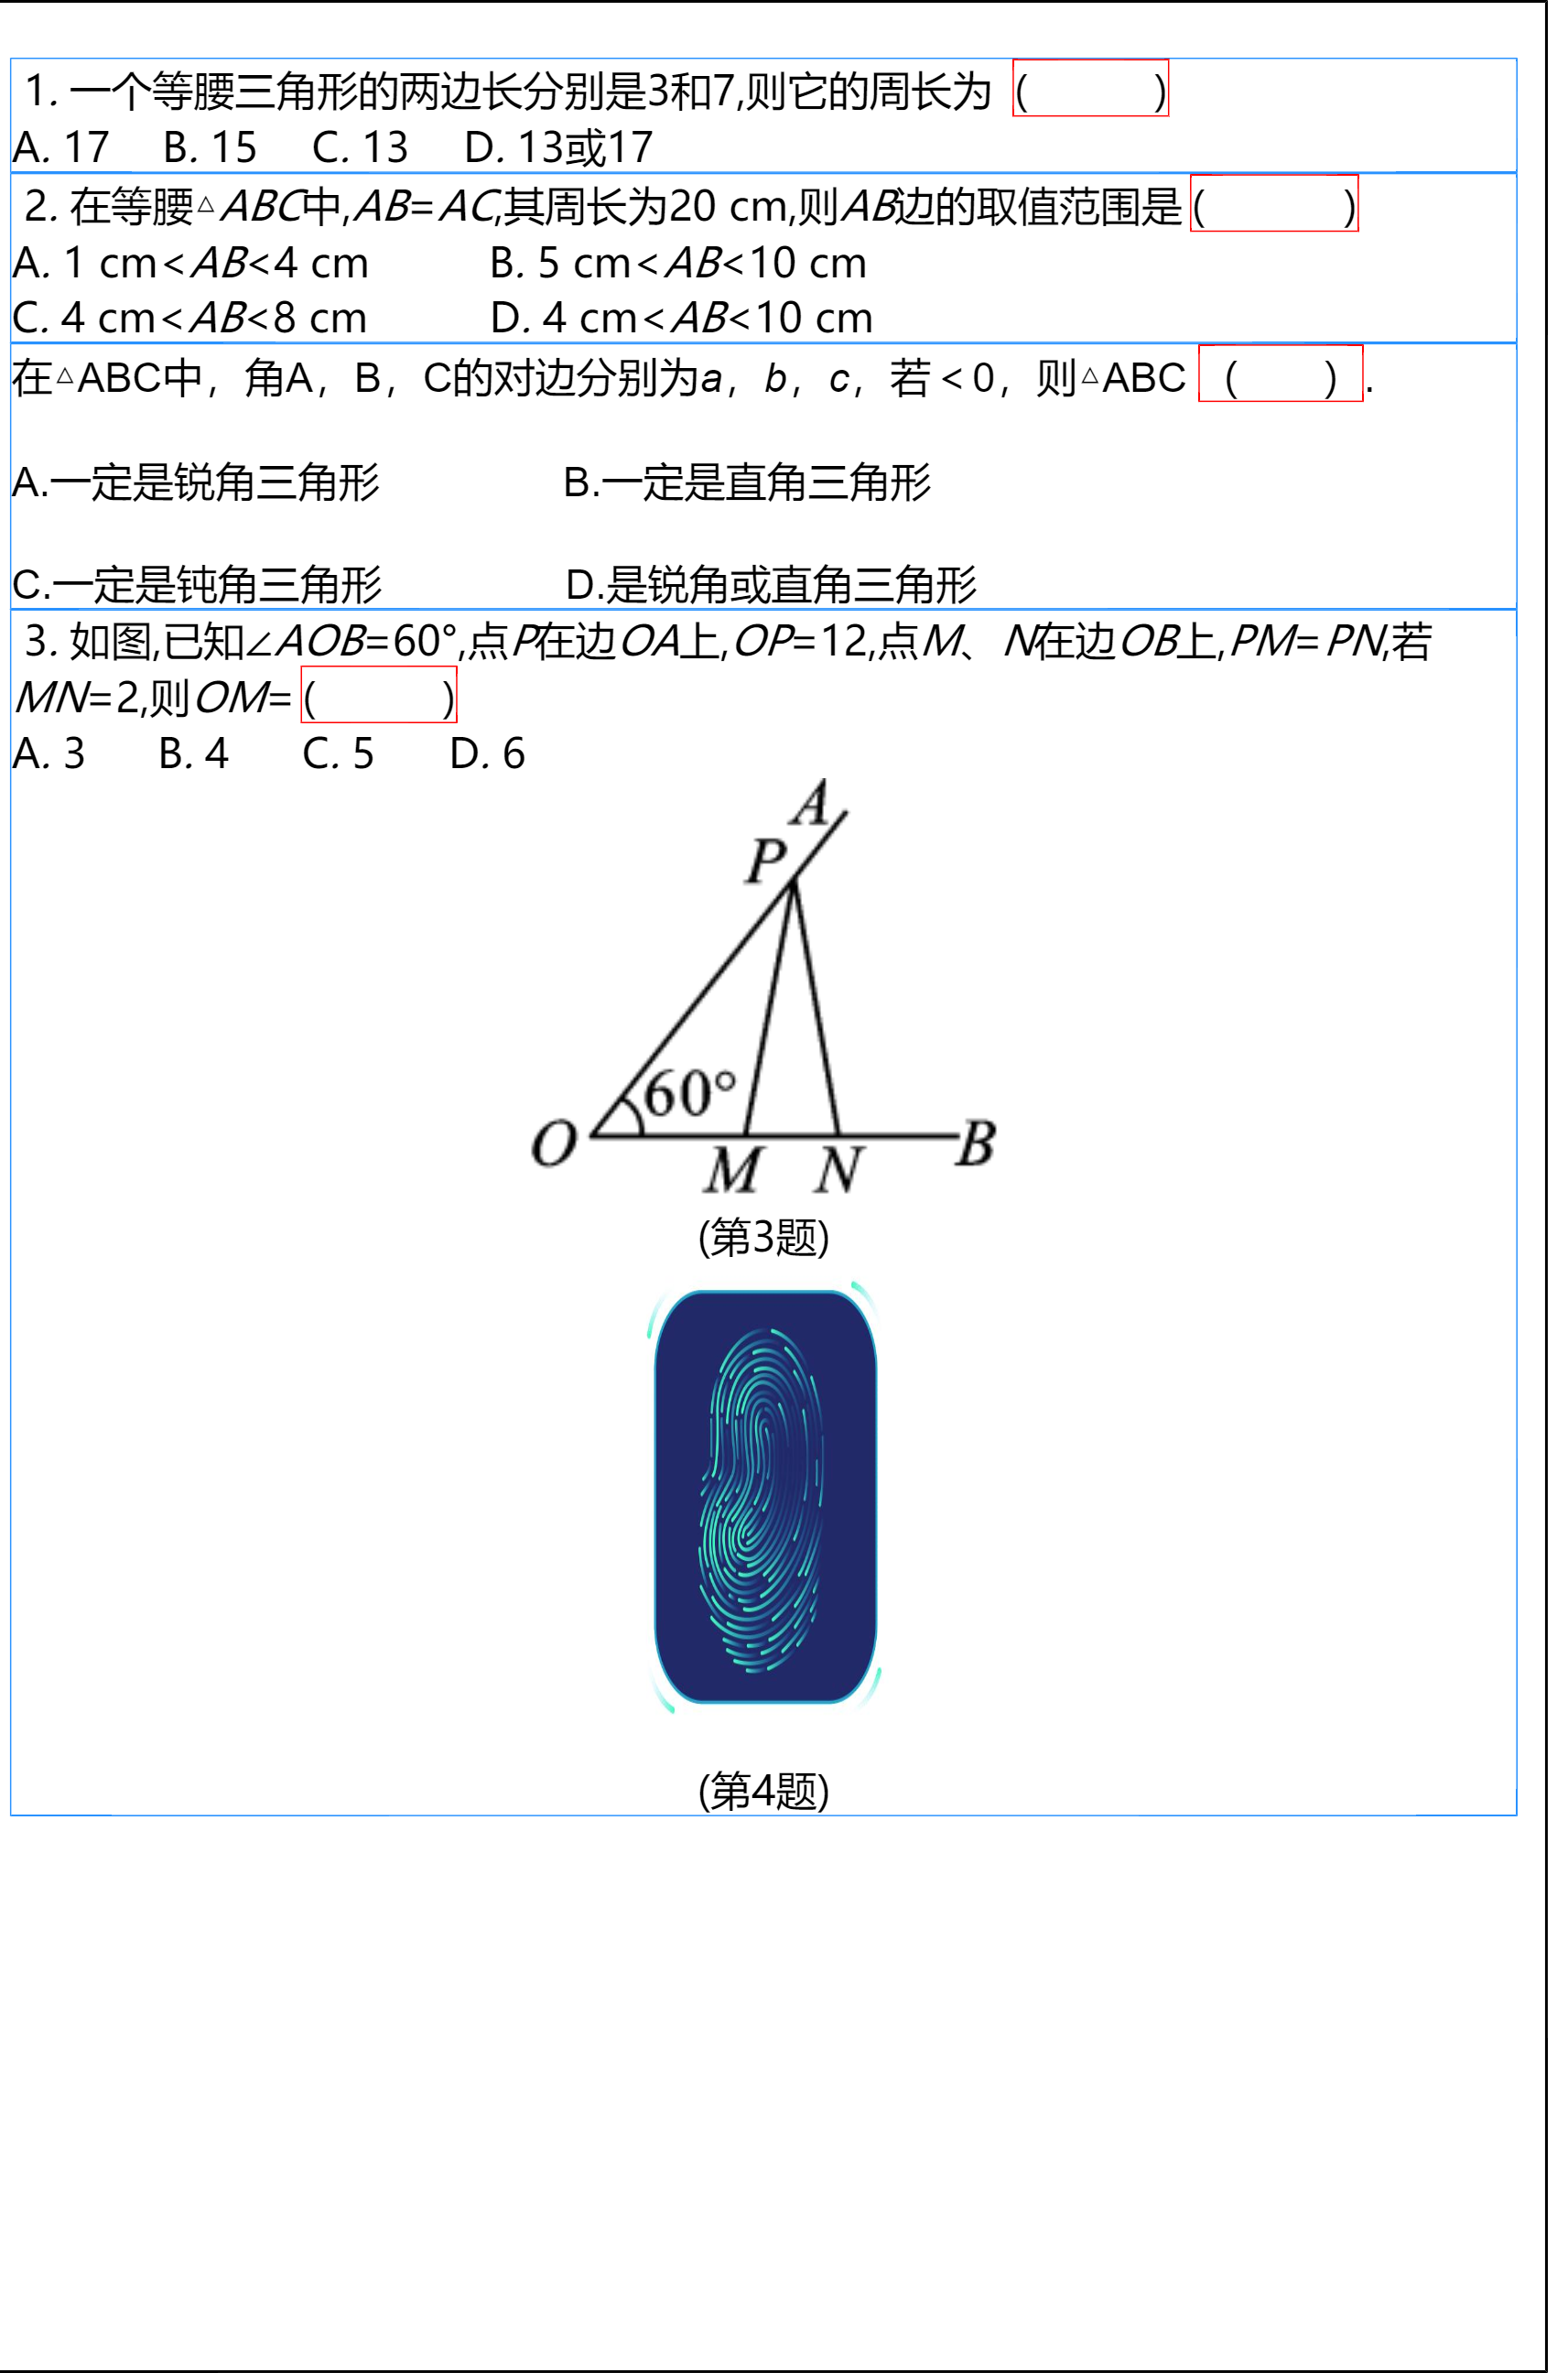 1. 一个等腰三角形的两边长分别是3和7,则它的周长为 ( )
A. 17 B. 15 C. 13 D. 13或17
2. 在等腰△ABC中,AB=AC,其周长为20 cm,则AB边的取值范围是( )
A. 1 cm<AB<4 cm B. 5 cm<AB<10 cm
C. 4 cm<AB<8 cm D. 4 cm<AB<10 cm
在△ABC中，角A，B，C的对边分别为a，b，c，若＜0，则△ABC （ ）.
A.一定是锐角三角形 B.一定是直角三角形
C.一定是钝角三角形 D.是锐角或直角三角形
3. 如图,已知∠AOB=60°,点P在边OA上,OP=12,点M、N在边OB上,PM=PN,若
MN=2,则OM=( )
A. 3 B. 4 C. 5 D. 6
A
P
60°
O M N B
(第3题)
(第4题)